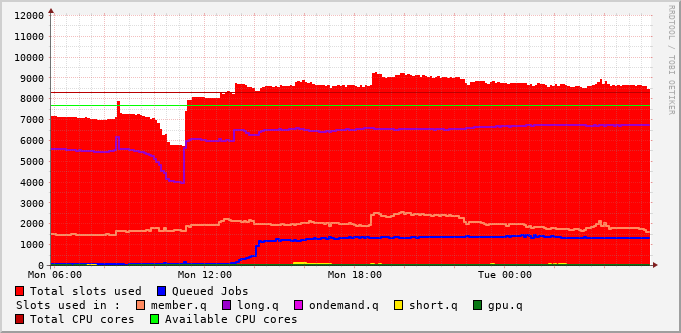 12000
11000
10000
9000
8000
7000
6000
5000
4000
3000
2000
1000
0
Mon 06:00 Mon 12:00 Mon 18:00 Tue 00:00
Total slots used Queued Jobs
Slots used in : member.q long.q ondemand.q short.q gpu.q
Total CPU cores Available CPU cores
RRDTOOL / TOBI OETIKER